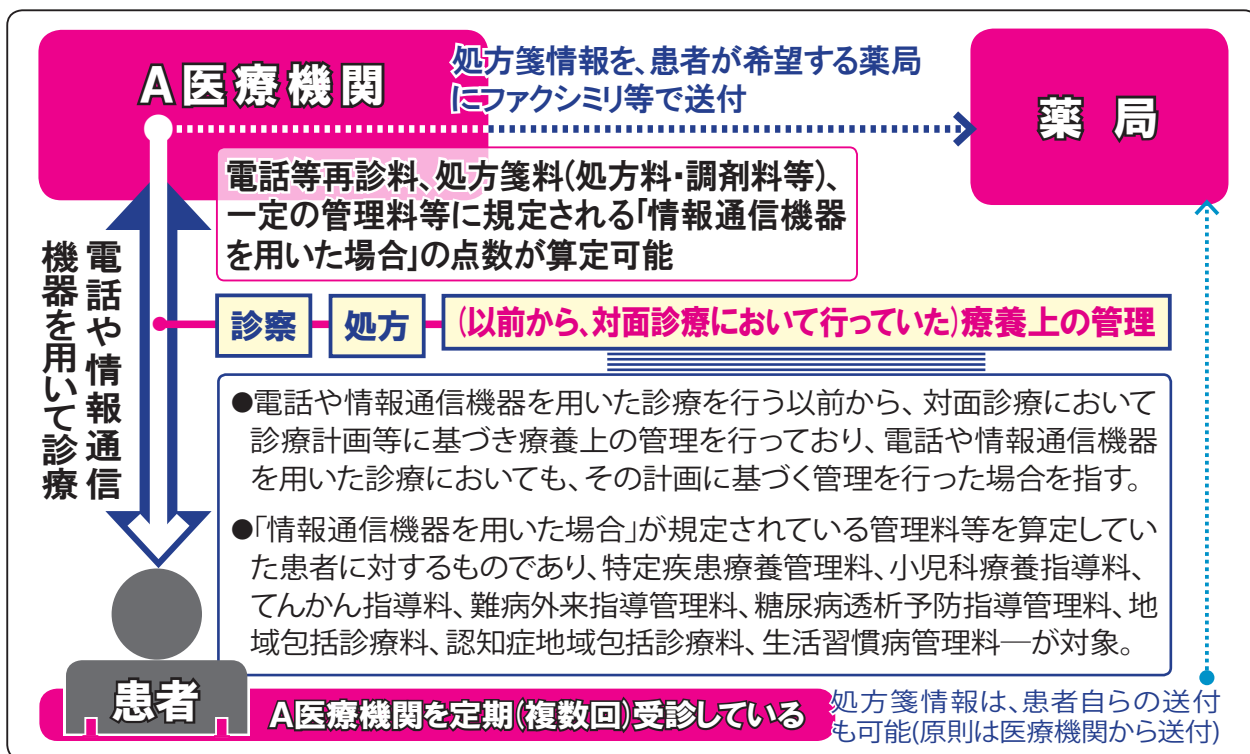 A医療機関
処方箋情報を、患者が希望する薬局
にファクシミリ等で送付
薬 局
電話等再診料、処方箋料(処方料・調剤料等)、
一定の管理料等に規定される「情報通信機器
を用いた場合」の点数が算定可能
電話や情報通信
機器を用いて診療
診察
処方
(以前から、対面診療において行っていた)療養上の管理
●電話や情報通信機器を用いた診療を行う以前から、対面診療において
診療計画等に基づき療養上の管理を行っており、電話や情報通信機器
を用いた診療においても、その計画に基づく管理を行った場合を指す。
●「情報通信機器を用いた場合」が規定されている管理料等を算定してい
た患者に対するものであり、特定疾患療養管理料、小児科療養指導料、
てんかん指導料、難病外来指導管理料、糖尿病透析予防指導管理料、地
域包括診療料、認知症地域包括診療料、生活習慣病管理料―が対象。
患者
A医療機関を定期(複数回)受診している
処方箋情報は、患者自らの送付
も可能(原則は医療機関から送付)